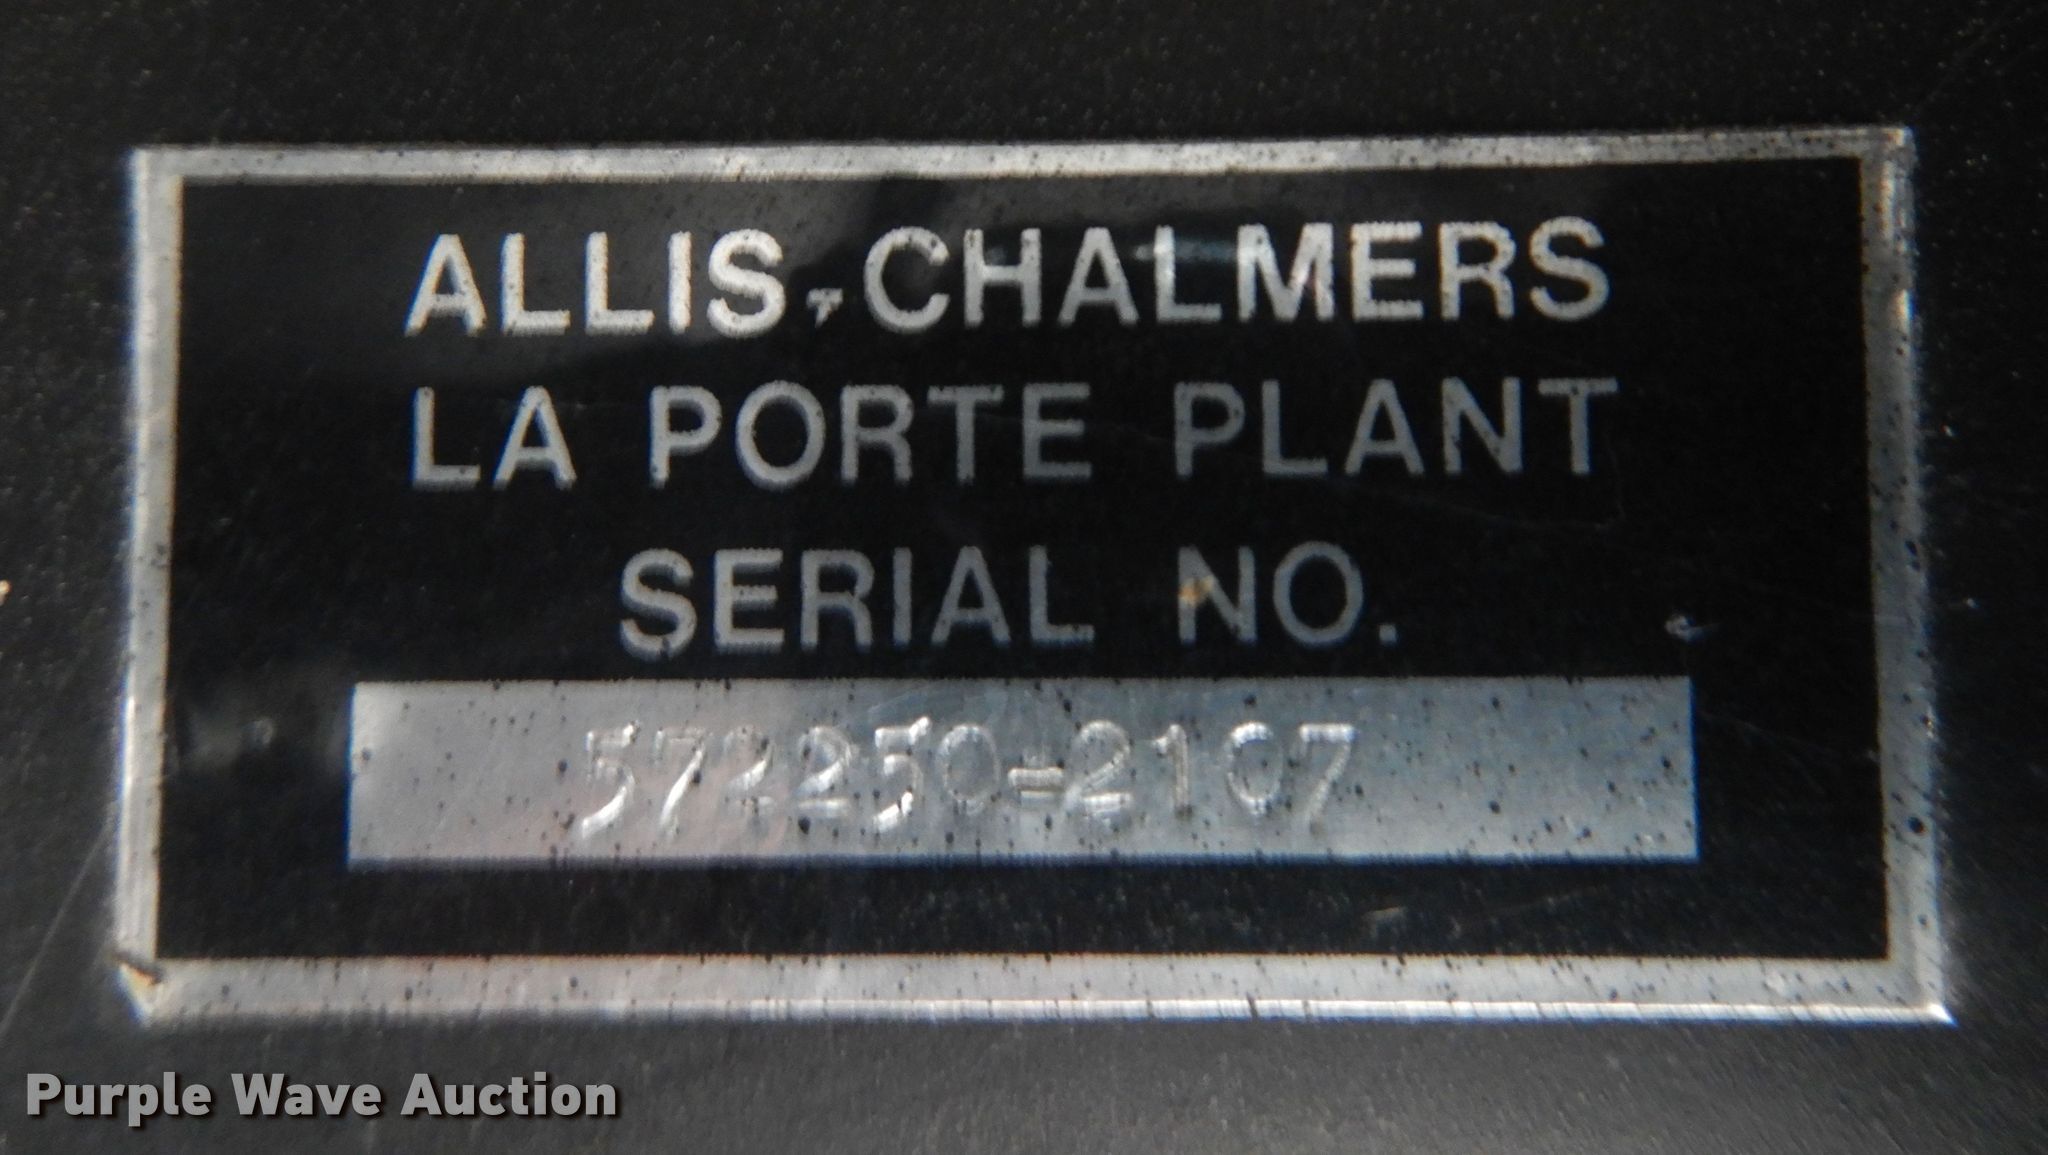 ALLIS-CHALMERS
LA PORTE PLANT
SERIAL NO.
572250-2107
Purple Wave Auction